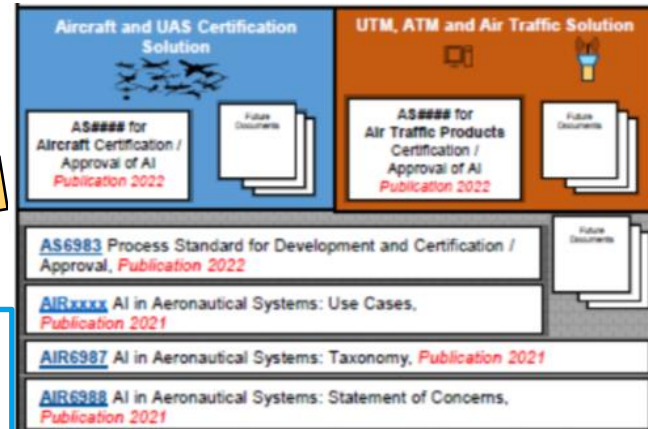 Aircraft and UAS Certification
Solution
AS#### for
Aircraft Certification /
Approval of AI
Publication 2022
Future
Documents
UTM, ATM and Air Traffic Solution
AS#### for
Air Traffic Products
Certification /
Approval of AI
Publication 2022
Future
Documents
AS6983 Process Standard for Development and Certification /
Approval, Publication 2022
Future
Documents
AIRxxxx AI in Aeronautical Systems: Use Cases,
Publication 2021
AIR6987 AI in Aeronautical Systems: Taxonomy, Publication 2021
AIR6988 AI in Aeronautical Systems: Statement of Concerns,
Publication 2021